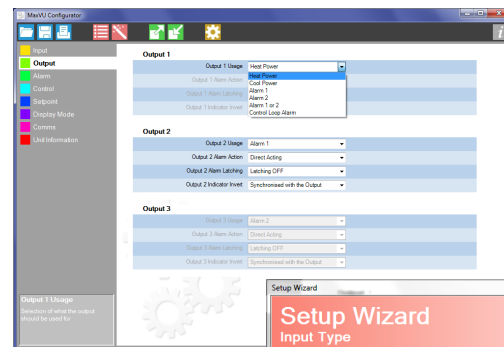 MaxVU Configurator
Input
Output
Alarm
Control
Setpoint
Display Mode
Comms
Unit Information
Output 1
Output 1 Usage Heat Power
Heat Power
Cool Power
Alarm 1
Alarm 2
Alarm 1 or 2
Control Loop Alarm
Output 1 Alarm Action
Output 1 Alarm Latching
Output 1 Indicator Invert
Output 2
Output 2 Usage Alarm 1
Output 2 Alarm Action Direct Acting
Output 2 Alarm Latching Latching OFF
Output 2 Indicator Invert Synchronised with the Output
Output 3
Output 3 Usage Alarm 2
Output 3 Alarm Action Direct Acting
Output 3 Alarm Latching Latching OFF
Output 3 Indicator Invert Synchronised with the Output
Output 1 Usage
Selection of what the output
should be used for
Setup Wizard
Setup Wizard
Input Type